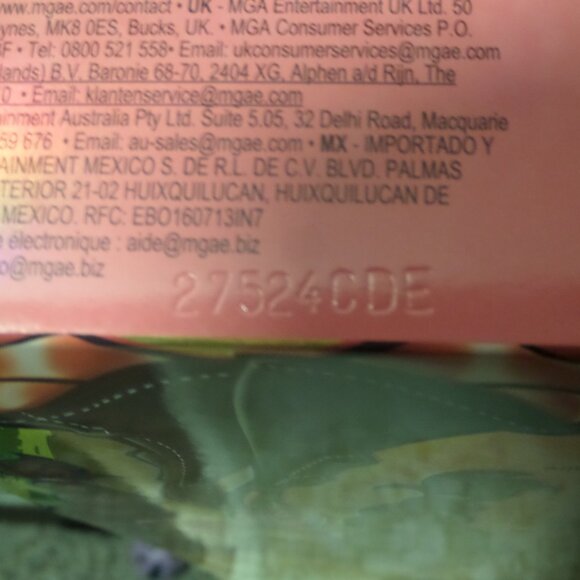 www.mgae.com/contact • UK - MGA Entertainment UK Ltd. 50
ynes, MK8 0ES, Bucks, UK. • MGA Consumer Services P.O.
• Tel: 0800 521 558• Email: ukconsumerservices@mgae.com
lands) B.V. Baronie 68-70, 2404 XG, Alphen a/d Rijn, The
0 • Email: klantenservice@mgae.com
inment Australia Pty Ltd. Suite 5.05, 32 Delhi Road, Macquarie
59 676 • Email: au-sales@mgae.com • MX - IMPORTADO Y
AINMENT MEXICO S. DE R.L. DE C.V. BLVD. PALMAS
TERIOR 21-02 HUIXQUILUCAN, HUIXQUILUCAN DE
MEXICO. RFC: EBO160713IN7
électronique : aide@mgae.biz
o@mgae.biz
27524CDE